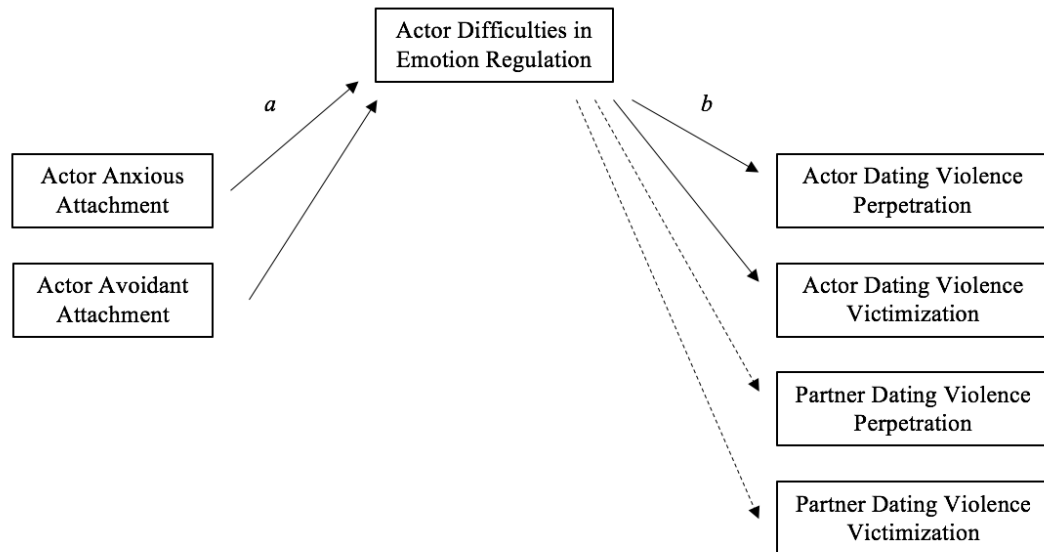 Actor Difficulties in
Emotion Regulation
a
b
Actor Anxious
Attachment
Actor Avoidant
Attachment
Actor Dating Violence
Perpetration
Actor Dating Violence
Victimization
Partner Dating Violence
Perpetration
Partner Dating Violence
Victimization